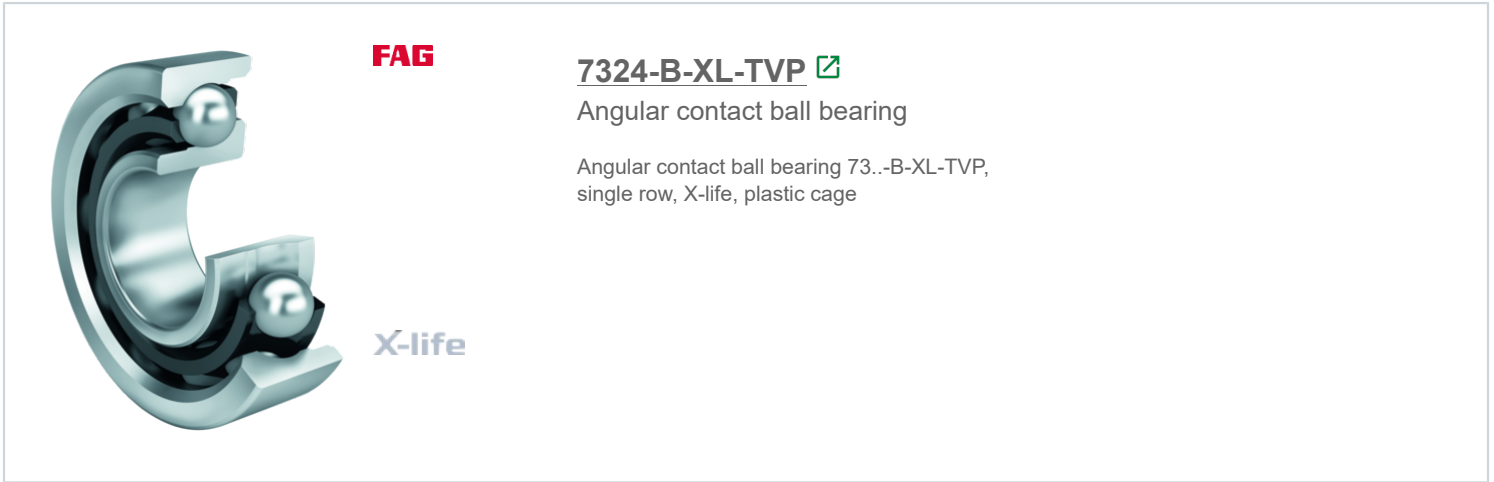 FAG
7324-B-XL-TVP
Angular contact ball bearing
Angular contact ball bearing 73..-B-XL-TVP,
single row, X-life, plastic cage
X-life